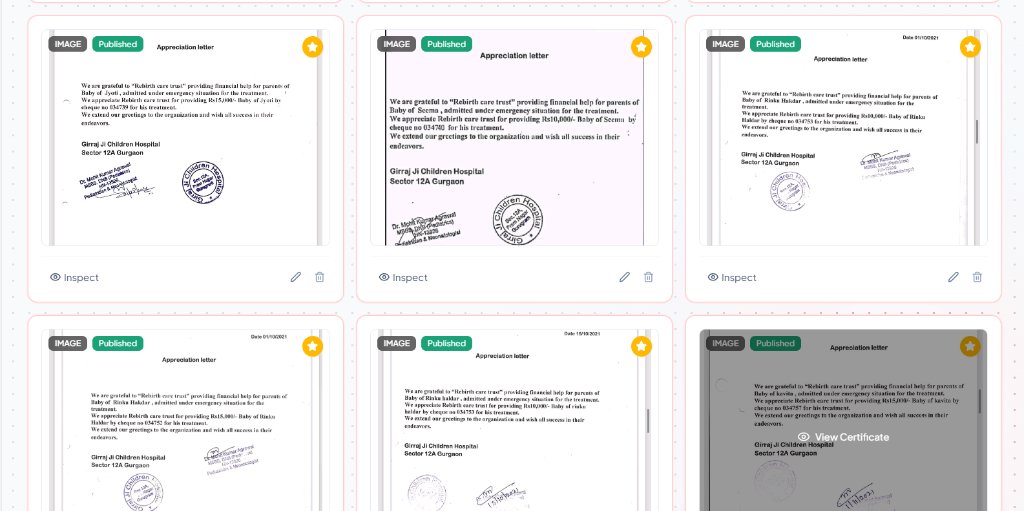 IMAGE Published
Appreciation letter
We are grateful to "Rebirth care trust" providing financial help for parents of
Baby of Jyoti , admitted under emergency situation for the treatment.
We appreciate Rebirth care trust for providing Rs15,000/- Baby of Jyoti by
cheque no 034739 for his treatment.
We extend our greetings to the organization and wish all success in their
endeavors.
Girraj Ji Children Hospital
Sector 12A Gurgaon
Dr. Mohit Kumar Agrawal
Inspect
IMAGE Published
Appreciation letter
We are grateful to "Rebirth care trust" providing financial help for parents of
Baby of Seema , admitted under emergency situation for the treatment.
We appreciate Rebirth care trust for providing Rs10,000/- Baby of Seema by
cheque no 034740 for his treatment.
We extend our greetings to the organization and wish all success in their
endeavors.
Girraj Ji Children Hospital
Sector 12A Gurgaon
Dr. Mohit Kumar Agrawal
Girraj Ji Children Hospital
Inspect
IMAGE Published
Date 01/10/2021
Appreciation letter
We are grateful to "Rebirth care trust" providing financial help for parents of
Baby of Rinku Hakdar , admitted under emergency situation for the
treatment.
We appreciate Rebirth care trust for providing Rs10,000/- Baby of Rinku
Haldar by cheque no 034753 for his treatment.
We extend our greetings to the organization and wish all success in their
endeavors.
Girraj Ji Children Hospital
Sector 12A Gurgaon
Inspect
IMAGE Published
Date 01/10/2021
Appreciation letter
We are grateful to "Rebirth care trust" providing financial help for parents of
Baby of Rinku Hakdar , admitted under emergency situation for the
treatment.
We appreciate Rebirth care trust for providing Rs15,000/- Baby of Rinku
Haldar by cheque no 034752 for his treatment.
We extend our greetings to the organization and wish all success in their
endeavors.
Girraj Ji Children Hospital
Sector 12A Gurgaon
IMAGE Published
Date 15/10/2021
Appreciation letter
We are grateful to "Rebirth care trust" providing financial help for parents of
Baby of Rinku haldar , admitted under emergency situation for the treatment.
We appreciate Rebirth care trust for providing Rs10,000/- Baby of rinku
haldar by cheque no 034753 for his treatment.
We extend our greetings to the organization and wish all success in their
endeavors.
Girraj Ji Children Hospital
Sector 12A Gurgaon
IMAGE Published
Appreciation letter
We are grateful to "Rebirth care trust" providing financial help for parents of
Baby of kavita , admitted under emergency situation for the treatment.
We appreciate Rebirth care trust for providing Rs15,000/- Baby of kavita by
cheque no 034757 for his treatment.
We extend our greetings to the organization and wish all success in their
endeavors.
View Certificate
Girraj Ji Children Hospital
Sector 12A Gurgaon